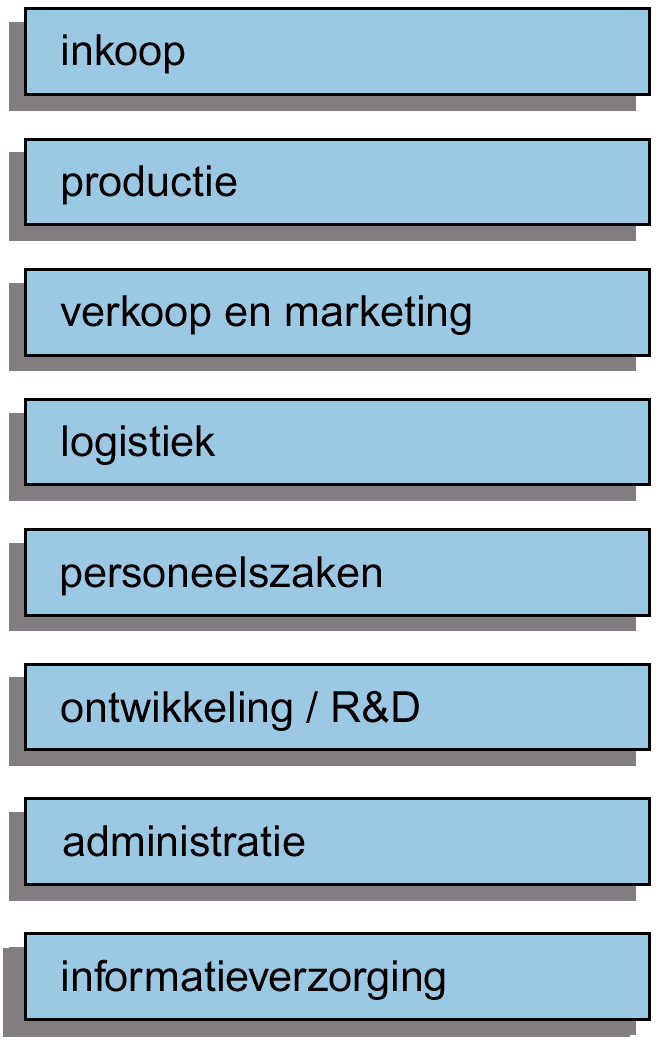 inkoop
productie
verkoop en marketing
logistiek
personeelszaken
ontwikkeling / R&D
administratie
informatieverzorging